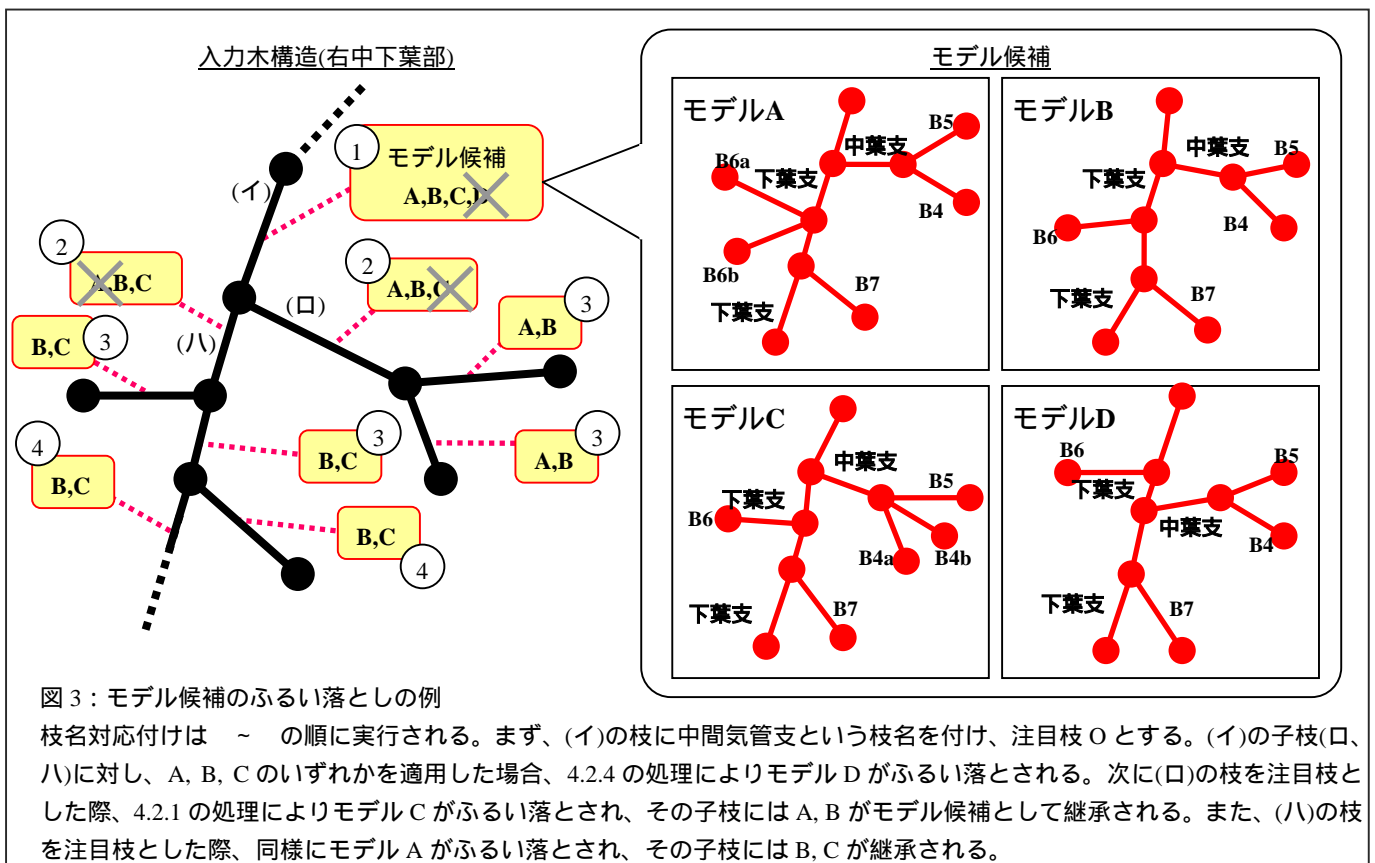 入力木構造(右中下葉部)
(イ)
1
モデル候補
A,B,C,D
2
A,B,C
(ロ)
2
A,B,C
3
A,B
(ハ)
B,C
3
4
B,C
B,C
3
A,B
3
B,C
4
モデル候補
モデルA
B6a
下葉支
中葉支
B5
B4
B6b
B7
下葉支
モデルB
中葉支
B5
下葉支
B6
B4
下葉支
B7
モデルC
中葉支
B5
下葉支
B6
B4a
B4b
下葉支
B7
モデルD
B6
下葉支
B5
中葉支
B4
下葉支
B7
図 3:モデル候補のふるい落としの例
枝名対応付けは ~ の順に実行される。まず、(イ)の枝に中間気管支という枝名を付け、注目枝 O とする。(イ)の子枝(ロ、
ハ)に対し、A, B, C のいずれかを適用した場合、4.2.4 の処理によりモデル D がふるい落とされる。次に(ロ)の枝を注目枝と
した際、4.2.1 の処理によりモデル C がふるい落とされ、その子枝には A, B がモデル候補として継承される。また、(ハ)の枝
を注目枝とした際、同様にモデル A がふるい落とされ、その子枝には B, C が継承される。